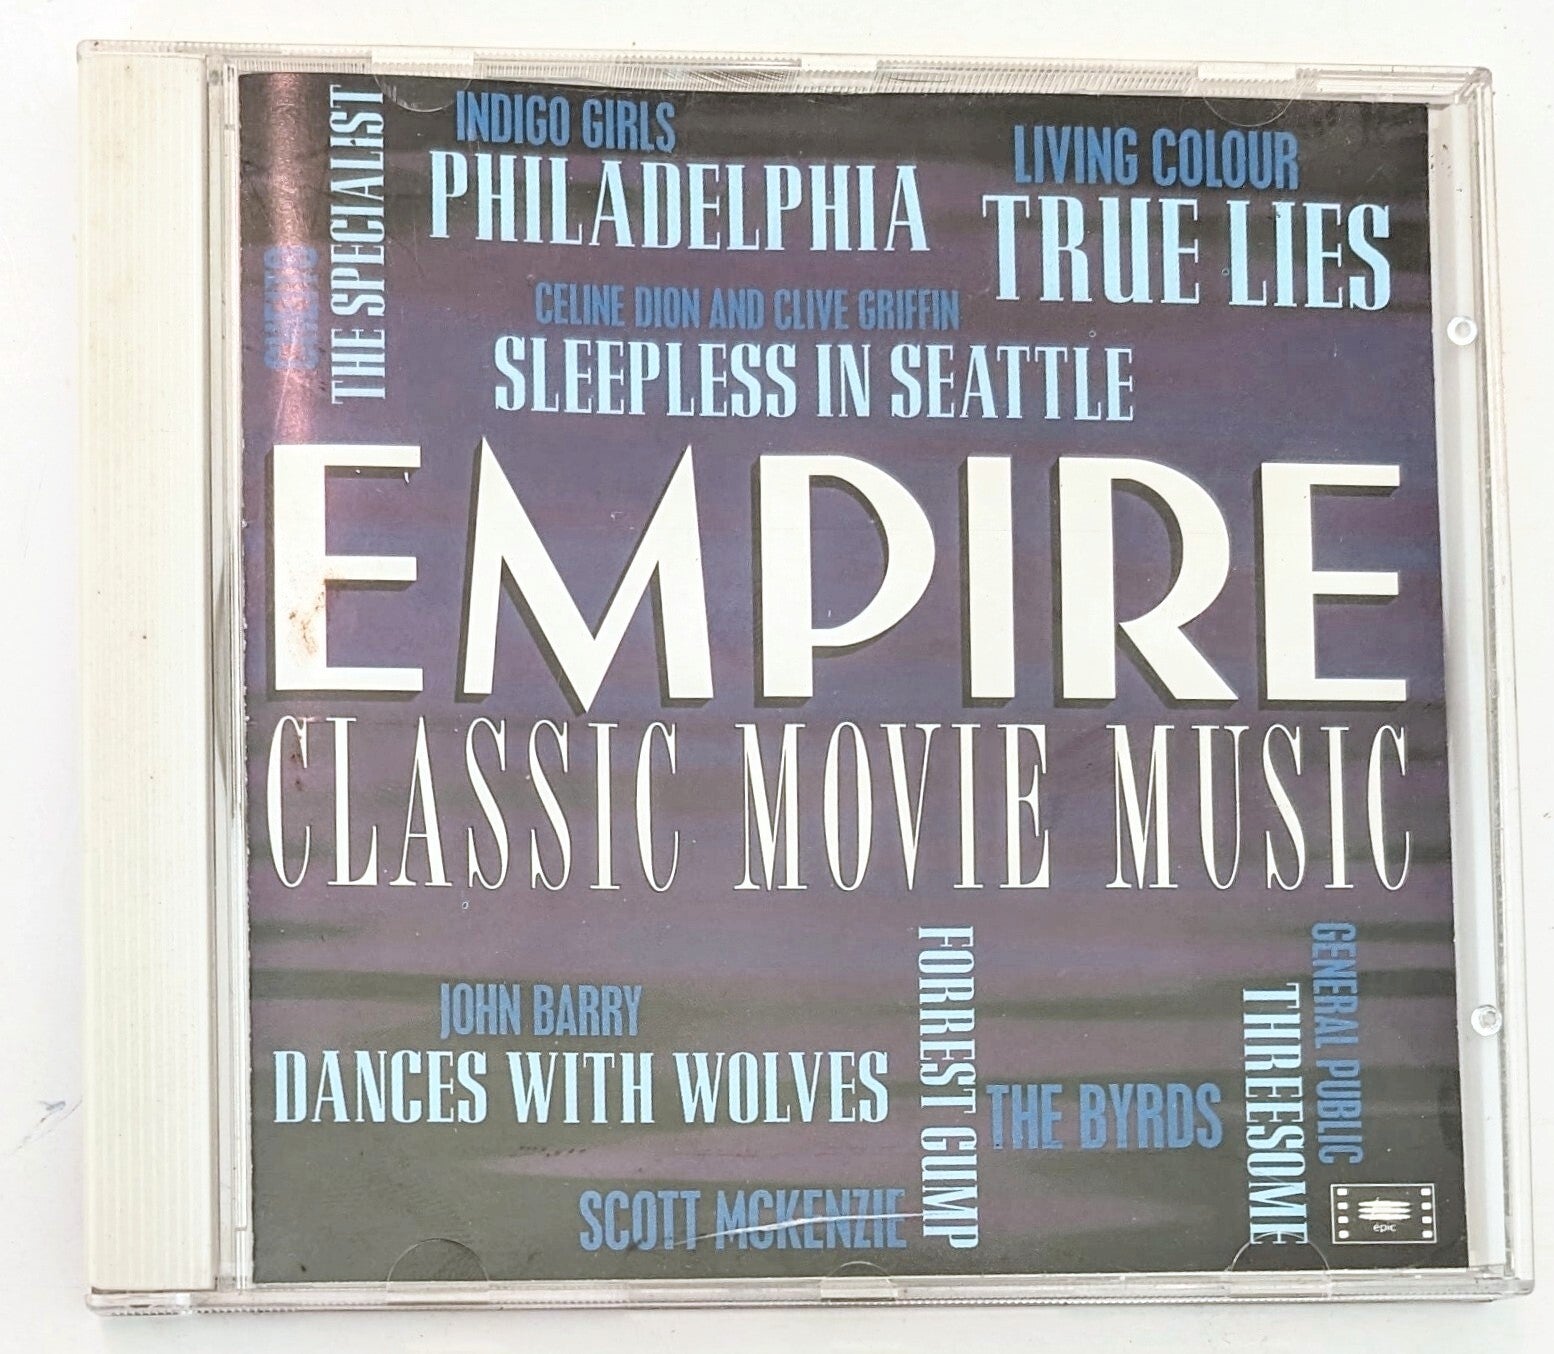 THE SPECIALIST
INDIGO GIRLS
PHILADELPHIA
LIVING COLOUR
TRUE LIES
CELINE DION AND CLIVE GRIFFIN
SLEEPLESS IN SEATTLE
EMPIRE
CLASSIC MOVIE MUSIC
JOHN BARRY
DANCES WITH WOLVES
SCOTT MCKENZIE
FORREST GUMP
THE BYRDS
GENERAL PUBLIC
THREESOME
epic